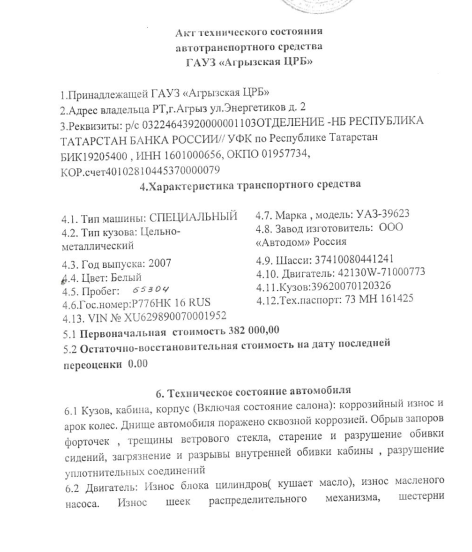 Акт технического состояния
автотранспортного средства
ГАУЗ «Агрызская ЦРБ»
1.Принадлежащей ГАУЗ «Агрызская ЦРБ»
2.Адрес владельца РТ,г.Агрыз ул.Энергетиков д. 2
3.Реквизиты: р/с 03224643920000001103ОТДЕЛЕНИЕ -НБ РЕСПУБЛИКА
ТАТАРСТАН БАНКА РОССИИ// УФК по Республике Татарстан
БИК19205400 , ИНН 1601000656, ОКПО 01957734,
КОР.счет40102810445370000079
4.Характеристика транспортного средства
4.1. Тип машины: СПЕЦИАЛЬНЫЙ
4.2. Тип кузова: Цельно-
металлический
4.3. Год выпуска: 2007
4.4. Цвет: Белый
4.5. Пробег: 65304
4.6.Гос.номер:Р776НК 16 RUS
4.13. VIN № XU629890070001952
4.7. Марка , модель: УАЗ-39623
4.8. Завод изготовитель: ООО
«Автодом» Россия
4.9. Шасси: 37410080441241
4.10. Двигатель: 42130W-71000773
4.11.Кузов:39620070120326
4.12.Тех.паспорт: 73 МН 161425
5.1 Первоначальная стоимость 382 000,00
5.2 Остаточно-восстановительная стоимость на дату последней
переоценки 0.00
6. Техническое состояние автомобиля
6.1 Кузов, кабина, корпус (Включая состояние салона): коррозийный износ и
арок колес. Днище автомобиля поражено сквозной коррозией. Обрыв запоров
форточек , трещины ветрового стекла, старение и разрушение обивки
сидений, загрязнение и разрывы внутренней обивки кабины , разрушение
уплотнительных соединений
6.2 Двигатель: Износ блока цилиндров( кушает масло), износ масленого
насоса. Износ шеек распределительного механизма, шестерни